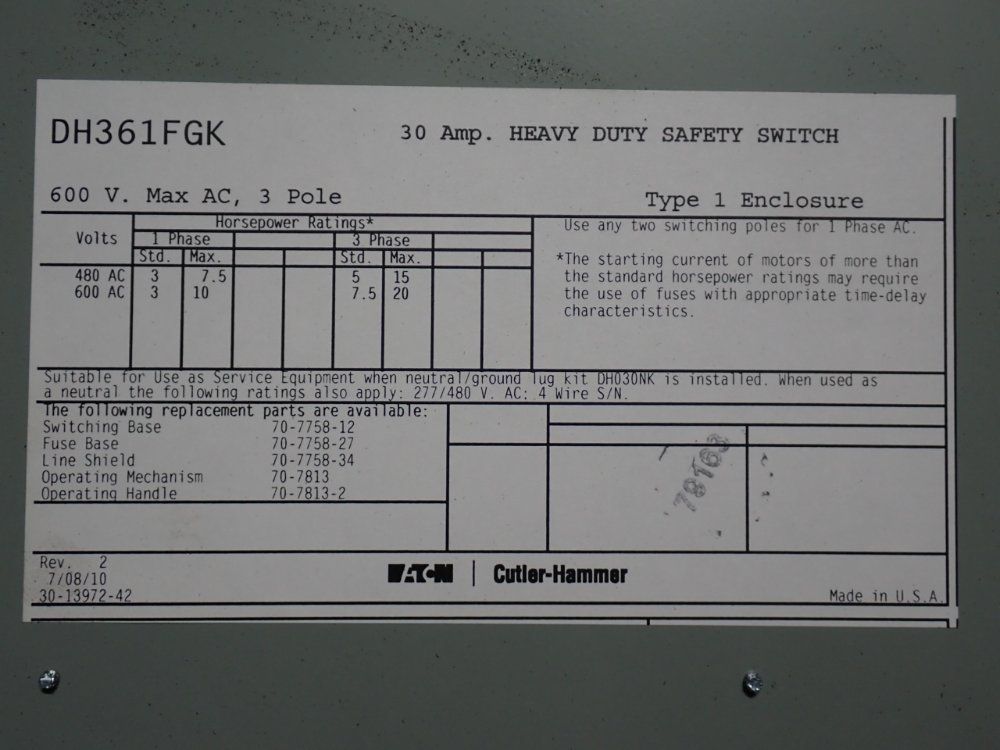 DH361FGK 30 Amp. HEAVY DUTY SAFETY SWITCH
600 V. Max AC, 3 Pole Type 1 Enclosure
Volts
Horsepower Ratings*
1 Phase 3 Phase
Std. Max. Std. Max.
480 AC 3 7.5 5 15
600 AC 3 10 7.5 20
Use any two switching poles for 1 Phase AC.
*The starting current of motors of more than
the standard horsepower ratings may require
the use of fuses with appropriate time-delay
characteristics.
Suitable for Use as Service Equipment when neutral/ground lug kit DH030NK is installed. When used as
a neutral the following ratings also apply: 277/480 V. AC: 4 Wire S/N.
The following replacement parts are available:
Switching Base 70-7758-12
Fuse Base 70-7758-27
Line Shield 70-7758-34
Operating Mechanism 70-7813
Operating Handle 70-7813-2
78163
Rev. 2
7/08/10
30-13972-42
EATON | Cutler-Hammer
Made in U.S.A.